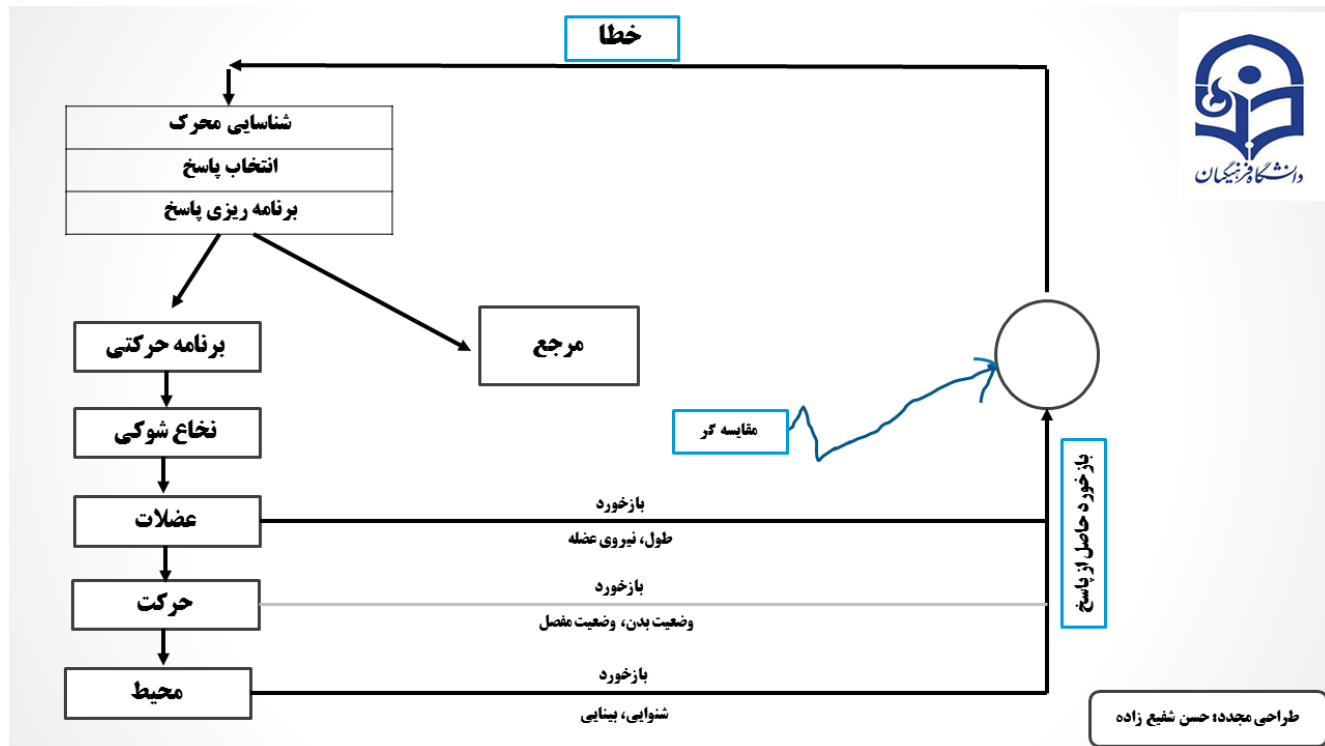 خطا
دانشگاه فرهنگیان
شناسایی محرک
انتخاب پاسخ
برنامه ریزی پاسخ
برنامه حرکتی
مرجع
نخاع شوکی
مقایسه گر
عضلات
بازخورد
طول، نیروی عضله
بازخورد حاصل از پاسخ
حرکت
بازخورد
وضعیت بدن، وضعیت مفصل
محیط
بازخورد
شنوایی، بینایی
طراحی مجدد: حسن شفیع زاده